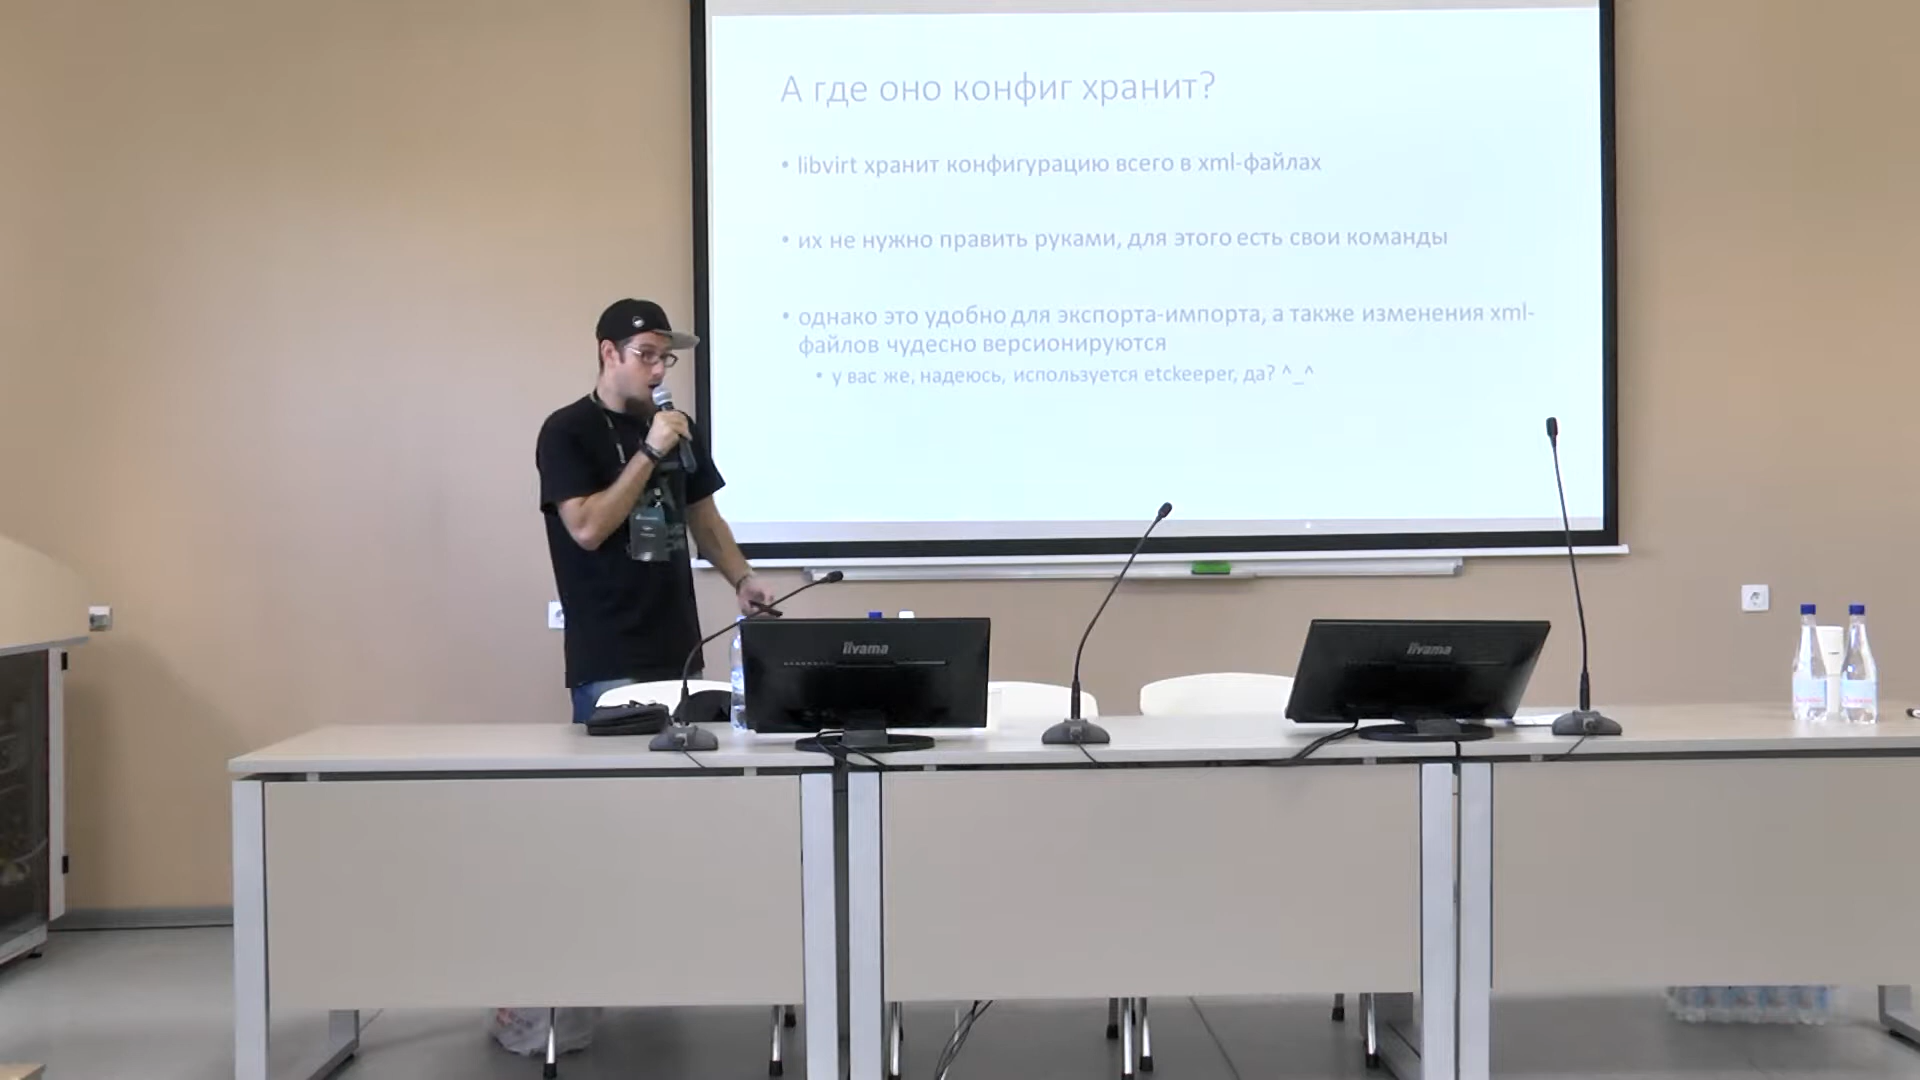 А где оно конфиг хранит?
• libvirt хранит конфигурацию всего в xml-файлах
• их не нужно править руками, для этого есть свои команды
• однако это удобно для экспорта-импорта, а также изменения xml-
файлов чудесно версионируются
• у вас же, надеюсь, используется etckeeper, да? ^_^
iiyama
iiyama